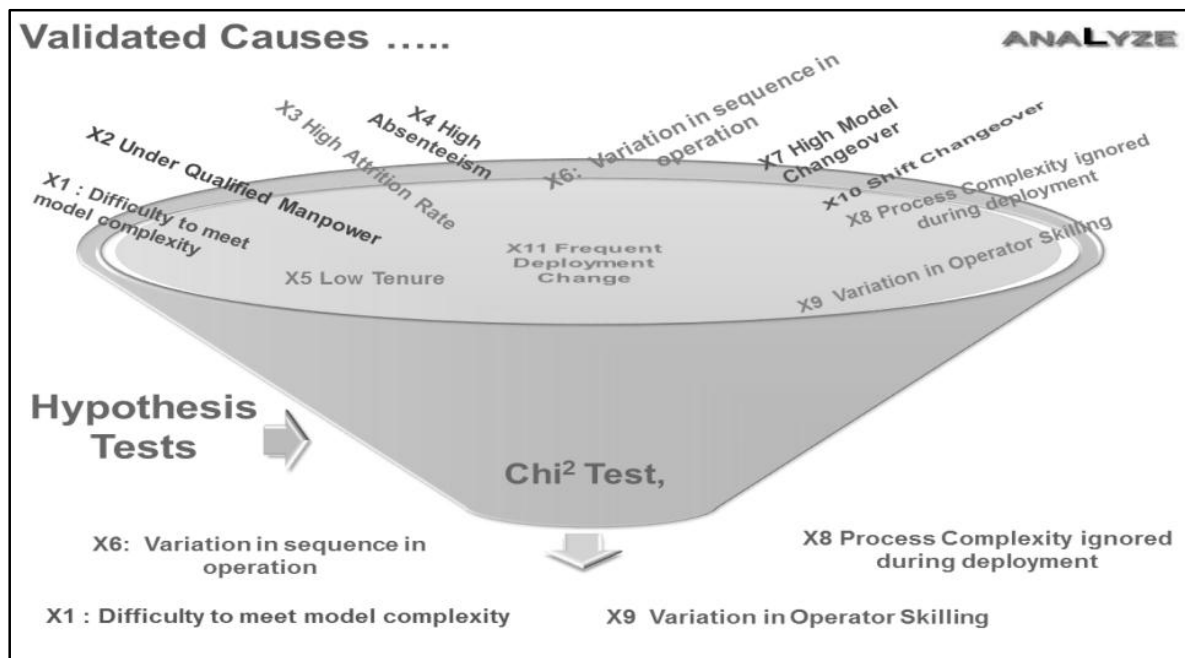 Validated Causes .....
ANALYZE
X1 : Difficulty to meet
model complexity
X2 Under Qualified Manpower
X3 High Attrition Rate
X4 High
Absenteeism
X6: Variation in sequence in
operation
X7 High Model
Changeover
X10 Shift Changeover
X8 Process Complexity ignored
during deployment
X5 Low Tenure
X11 Frequent
Deployment
Change
X9 Variation in Operator Skilling
Hypothesis
Tests
Chi² Test,
X6: Variation in sequence in
operation
X8 Process Complexity ignored
during deployment
X1 : Difficulty to meet model complexity
X9 Variation in Operator Skilling